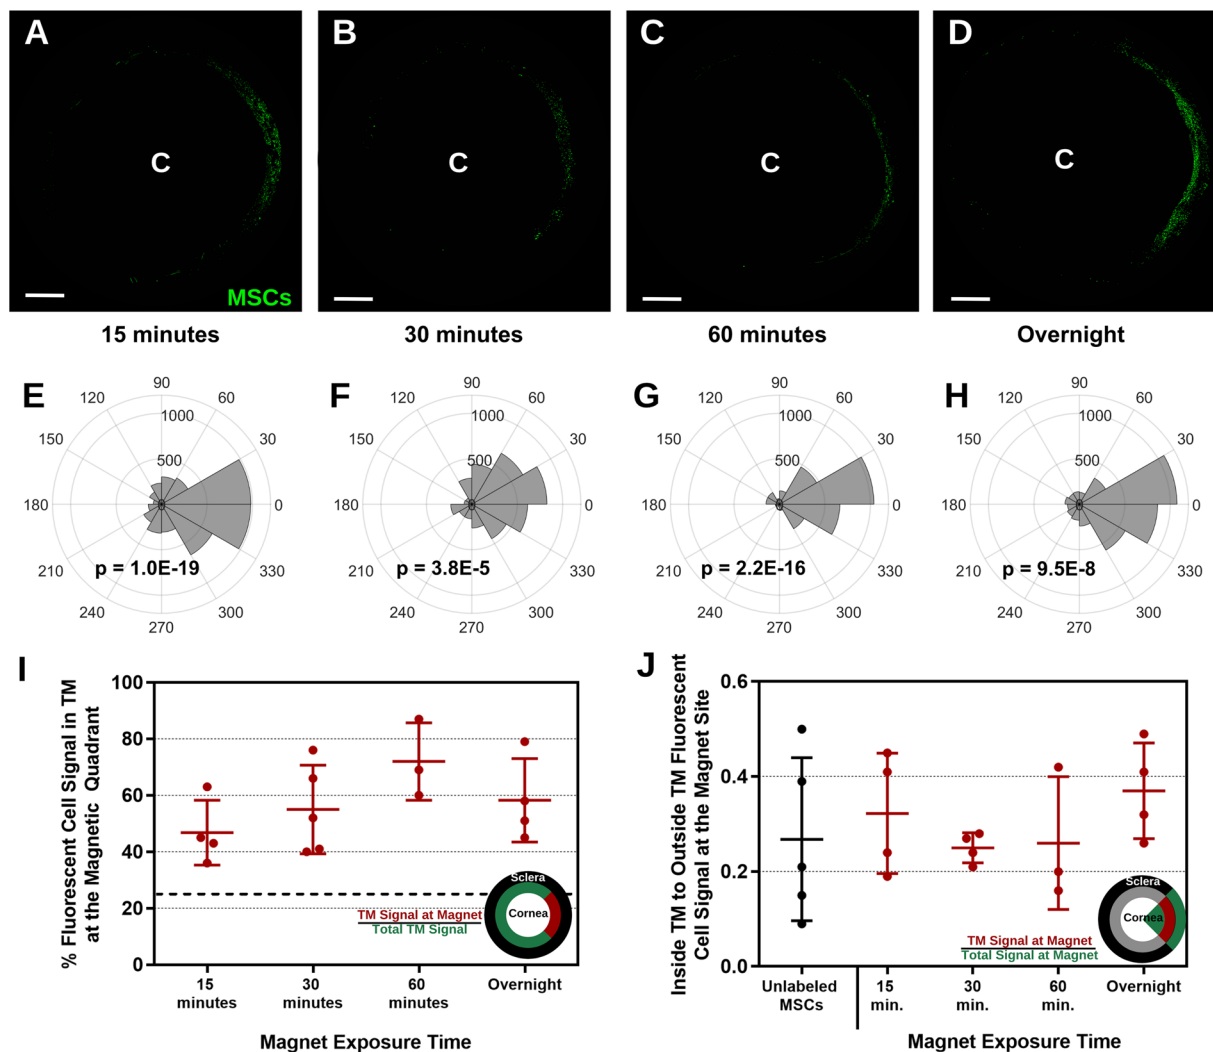 A
B
C
D
C
C
C
C
MSCs
15 minutes
30 minutes
60 minutes
Overnight
E
90
120
60
1000
150
30
500
180
0
0
210
330
p = 1.0E-19
240
300
270
F
90
120
60
1000
150
30
500
180
0
0
210
330
p = 3.8E-5
240
300
270
G
90
120
60
1000
150
30
500
180
0
0
210
330
p = 2.2E-16
240
300
270
H
90
120
60
1000
150
30
500
180
0
0
210
330
p = 9.5E-8
240
300
270
I
% Fluorescent Cell Signal in TM
at the Magnetic Quadrant
100
80
60
40
20
0
Sclera
Cornea
TM Signal at Magnet
Total TM Signal
15
minutes
30
minutes
60
minutes
Overnight
Magnet Exposure Time
J
Inside TM to Outside TM Fluorescent
Cell Signal at the Magnet Site
0.6
0.4
0.2
0.0
Sclera
Cornea
TM Signal at Magnet
Total Signal at Magnet
Unlabeled
MSCs
15
min.
30
min.
60
min.
Overnight
Magnet Exposure Time